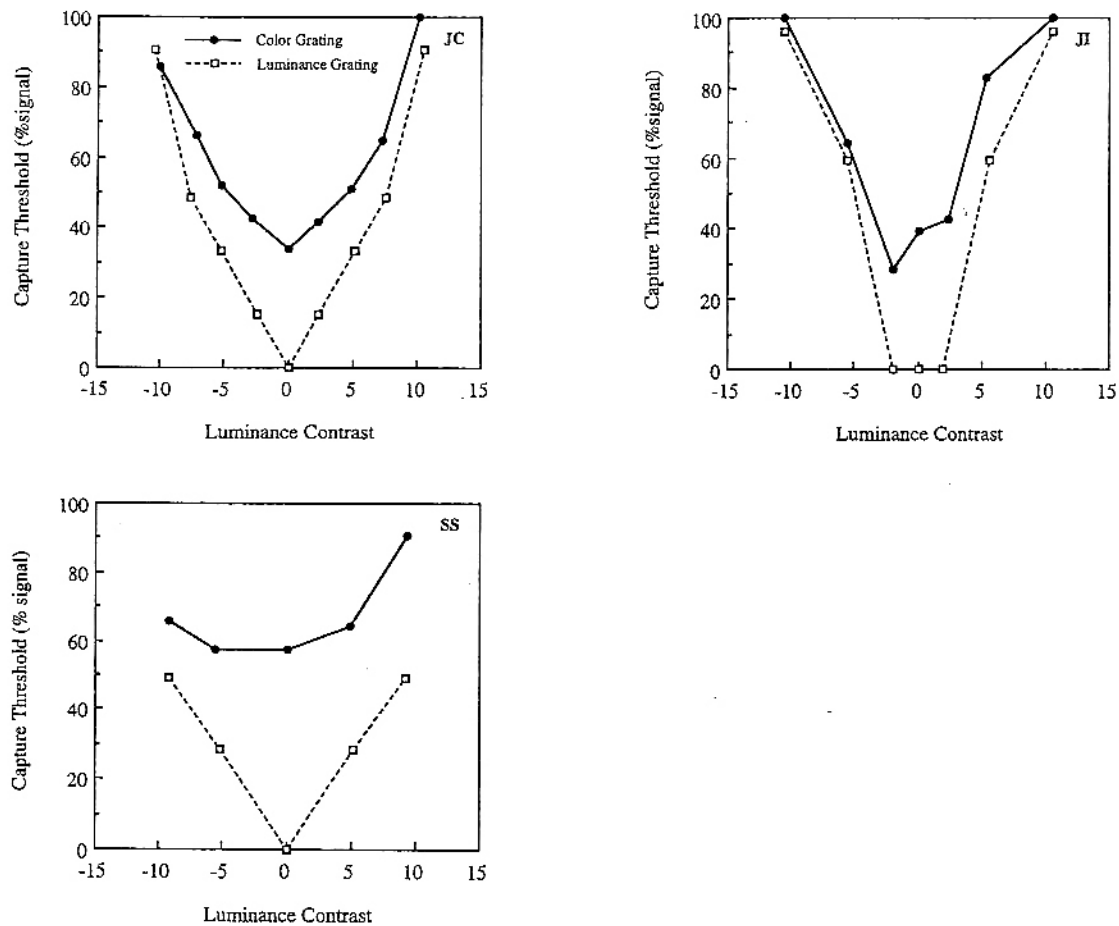 JC
Color Grating
Luminance Grating
Capture Threshold (%signal)
100
80
60
40
20
0
-15 -10 -5 0 5 10 15
Luminance Contrast
JI
Capture Threshold (%signal)
100
80
60
40
20
0
-15 -10 -5 0 5 10 15
Luminance Contrast
SS
Capture Threshold (% signal)
100
80
60
40
20
0
-15 -10 -5 0 5 10 15
Luminance Contrast